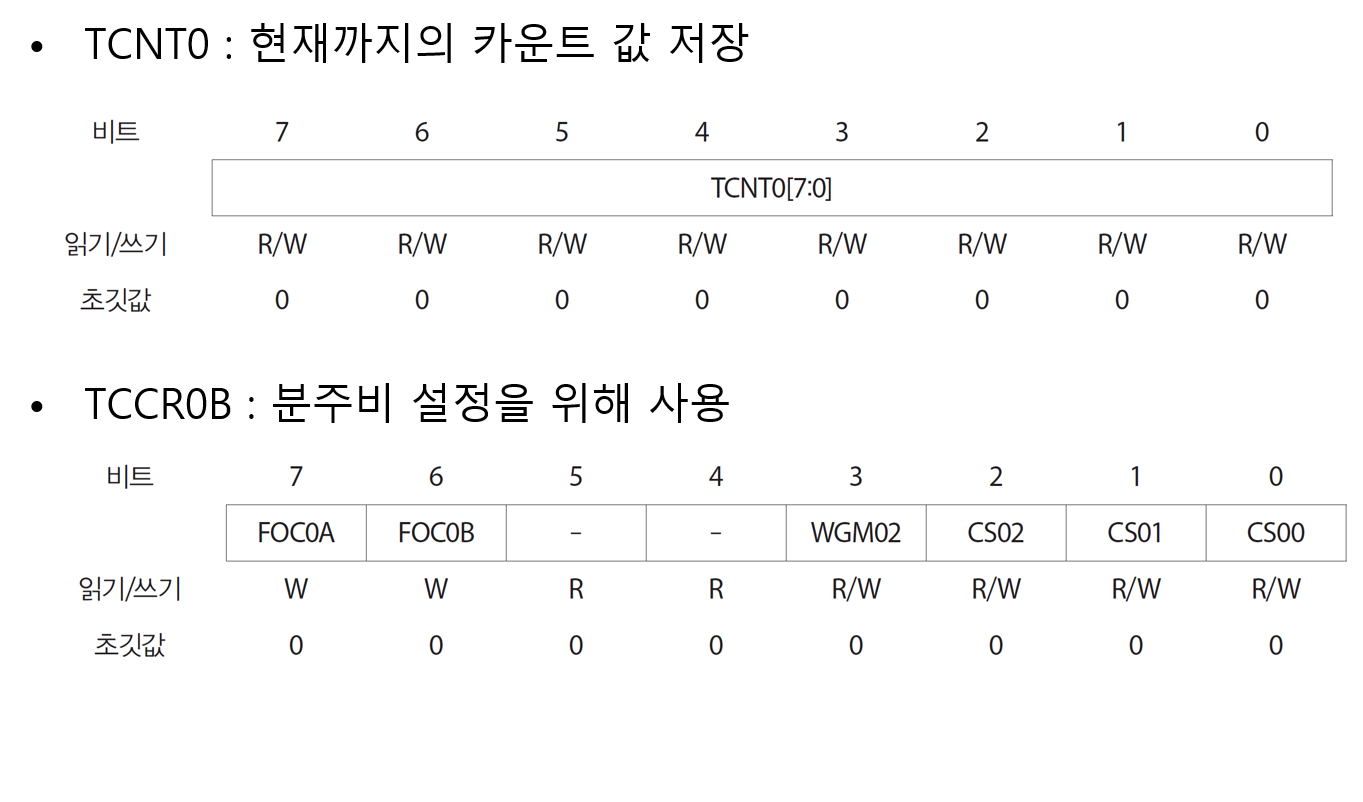 • TCNT0 : 현재까지의 카운트 값 저장
비트 7 6 5 4 3 2 1 0
TCNT0[7:0]
읽기/쓰기 R/W R/W R/W R/W R/W R/W R/W R/W
초깃값 0 0 0 0 0 0 0 0
• TCCR0B : 분주비 설정을 위해 사용
비트 7 6 5 4 3 2 1 0
FOC0A FOC0B – – WGM02 CS02 CS01 CS00
읽기/쓰기 W W R R R/W R/W R/W R/W
초깃값 0 0 0 0 0 0 0 0